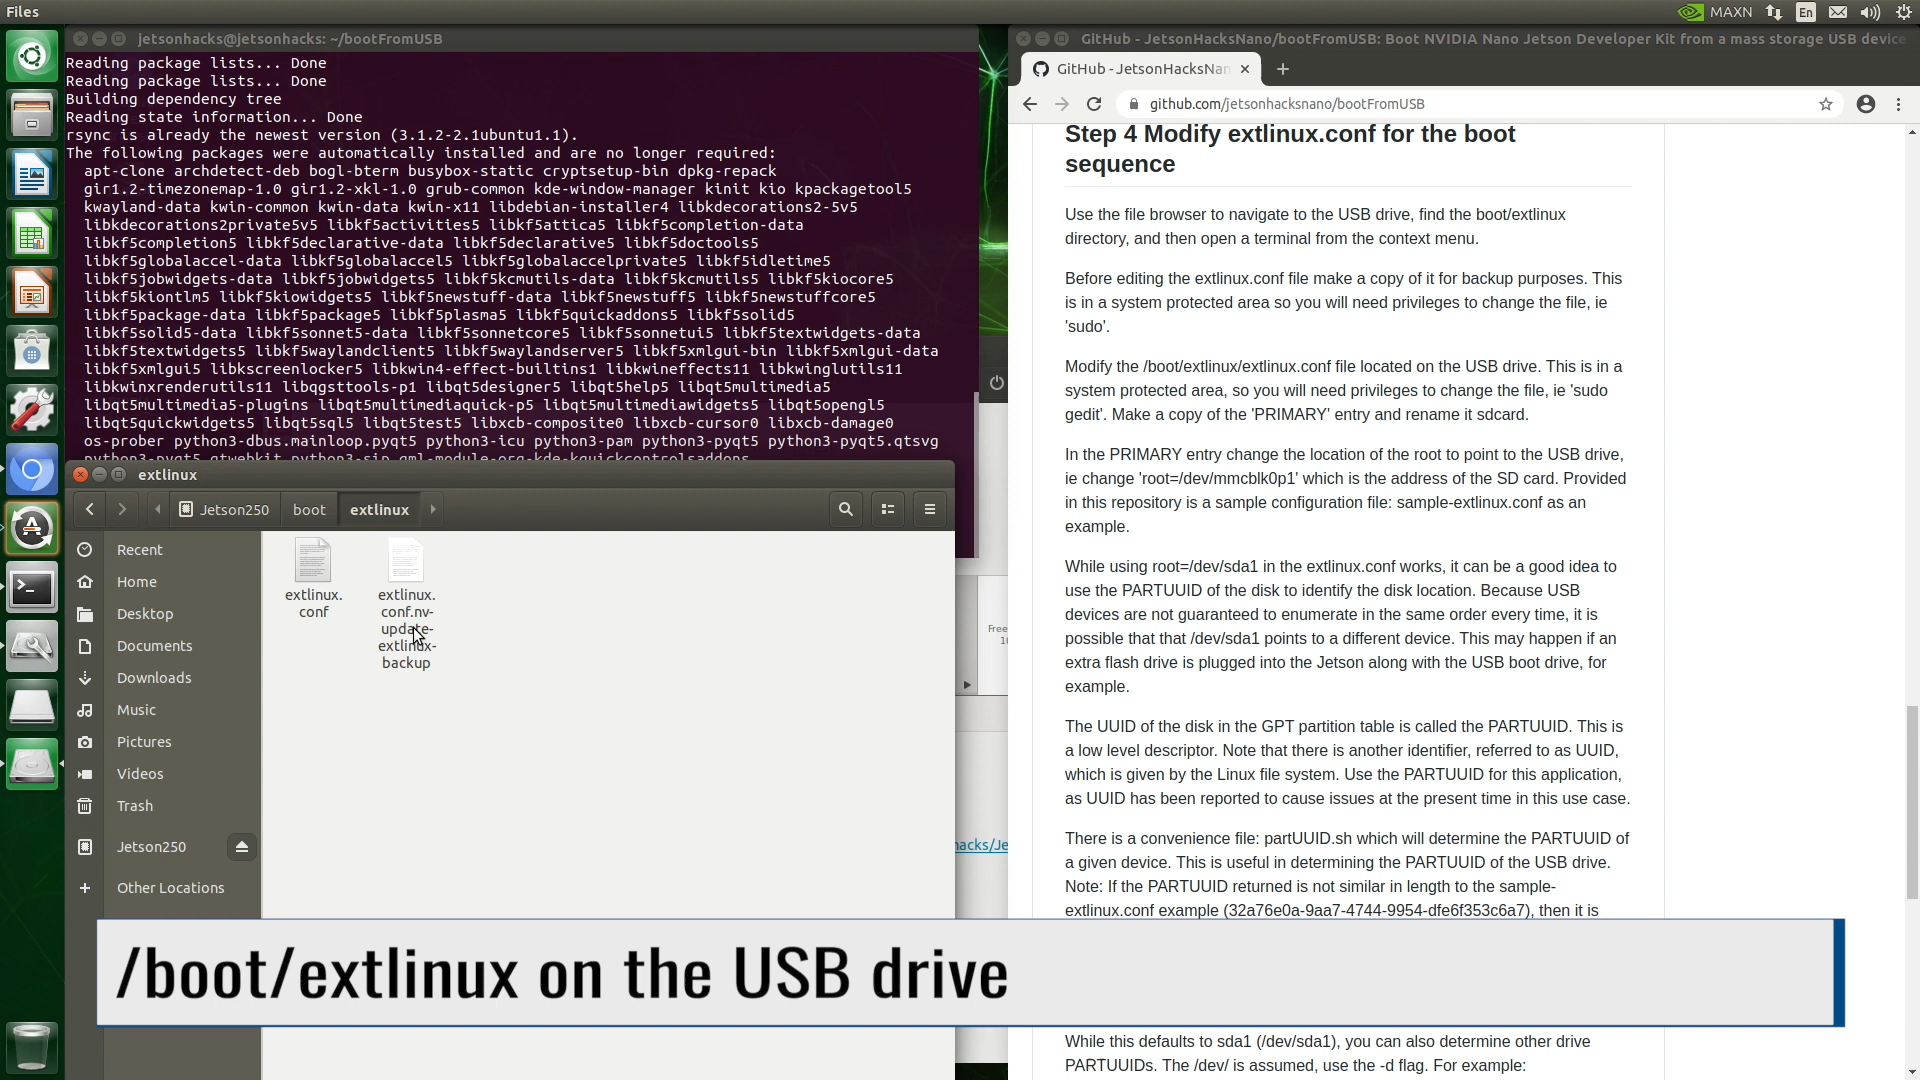 Files
MAXN
En
jetsonhacks@jetsonhacks: ~/bootFromUSB
Reading package lists... Done
Reading package lists... Done
Building dependency tree
Reading state information... Done
rsync is already the newest version (3.1.2-2.1ubuntu1.1).
The following packages were automatically installed and are no longer required:
apt-clone archdetect-deb bogl-bterm busybox-static cryptsetup-bin dpkg-repack
gir1.2-timezonemap-1.0 gir1.2-xkl-1.0 grub-common kde-window-manager kinit kio kpackagetool5
kwayland-data kwin-common kwin-data kwin-x11 libdebian-installer4 libkdecorations2-5v5
libkdecorations2private5v5 libkf5activities5 libkf5attica5 libkf5completion-data
libkf5completion5 libkf5declarative-data libkf5declarative5 libkf5doctools5
libkf5globalaccel-data libkf5globalaccel5 libkf5globalaccelprivate5 libkf5idletime5
libkf5jobwidgets-data libkf5jobwidgets5 libkf5kcmutils-data libkf5kcmutils5 libkf5kiocore5
libkf5kiontlm5 libkf5kiowidgets5 libkf5newstuff-data libkf5newstuff5 libkf5newstuffcore5
libkf5package-data libkf5package5 libkf5plasma5 libkf5quickaddons5 libkf5solid5
libkf5solid5-data libkf5sonnet5-data libkf5sonnetcore5 libkf5sonnetui5 libkf5textwidgets-data
libkf5textwidgets5 libkf5waylandclient5 libkf5waylandserver5 libkf5xmlgui-bin libkf5xmlgui-data
libkf5xmlgui5 libkscreenlocker5 libkwin4-effect-builtins1 libkwineffects11 libkwinglutils11
libkwinxrenderutils11 libqgsttools-p1 libqt5designer5 libqt5help5 libqt5multimedia5
libqt5multimedia5-plugins libqt5multimediaquick-p5 libqt5multimediawidgets5 libqt5opengl5
libqt5quickwidgets5 libqt5sql5 libqt5test5 libxcb-composite0 libxcb-cursor0 libxcb-damage0
os-prober python3-dbus.mainloop.pyqt5 python3-icu python3-pam python3-pyqt5 python3-pyqt5.qtsvg
python3-pyqt5.qtwebkit python3-sip qml-module-org-kde-kquickcontrolsaddons
extlinux
Jetson250
boot
extlinux
Recent
Home
Desktop
Documents
Downloads
Music
Pictures
Videos
Trash
Jetson250
Other Locations
extlinux.
conf
extlinux.
conf.nv-
update-
extlinux-
backup
Free
hacks/Je
GitHub - JetsonHacksNano/bootFromUSB: Boot NVIDIA Nano Jetson Developer Kit from a mass storage USB device
GitHub - JetsonHacksNan
github.com/jetsonhacksnano/bootFromUSB
Step 4 Modify extlinux.conf for the boot
sequence
Use the file browser to navigate to the USB drive, find the boot/extlinux
directory, and then open a terminal from the context menu.
Before editing the extlinux.conf file make a copy of it for backup purposes. This
is in a system protected area so you will need privileges to change the file, ie
'sudo'.
Modify the /boot/extlinux/extlinux.conf file located on the USB drive. This is in a
system protected area, so you will need privileges to change the file, ie 'sudo
gedit'. Make a copy of the 'PRIMARY' entry and rename it sdcard.
In the PRIMARY entry change the location of the root to point to the USB drive,
ie change 'root=/dev/mmcblk0p1' which is the address of the SD card. Provided
in this repository is a sample configuration file: sample-extlinux.conf as an
example.
While using root=/dev/sda1 in the extlinux.conf works, it can be a good idea to
use the PARTUUID of the disk to identify the disk location. Because USB
devices are not guaranteed to enumerate in the same order every time, it is
possible that that /dev/sda1 points to a different device. This may happen if an
extra flash drive is plugged into the Jetson along with the USB boot drive, for
example.
The UUID of the disk in the GPT partition table is called the PARTUUID. This is
a low level descriptor. Note that there is another identifier, referred to as UUID,
which is given by the Linux file system. Use the PARTUUID for this application,
as UUID has been reported to cause issues at the present time in this use case.
There is a convenience file: partUUID.sh which will determine the PARTUUID of
a given device. This is useful in determining the PARTUUID of the USB drive.
Note: If the PARTUUID returned is not similar in length to the sample-
extlinux.conf example (32a76e0a-9aa7-4744-9954-dfe6f353c6a7), then it is
/boot/extlinux on the USB drive
While this defaults to sda1 (/dev/sda1), you can also determine other drive
PARTUUIDs. The /dev/ is assumed, use the -d flag. For example: